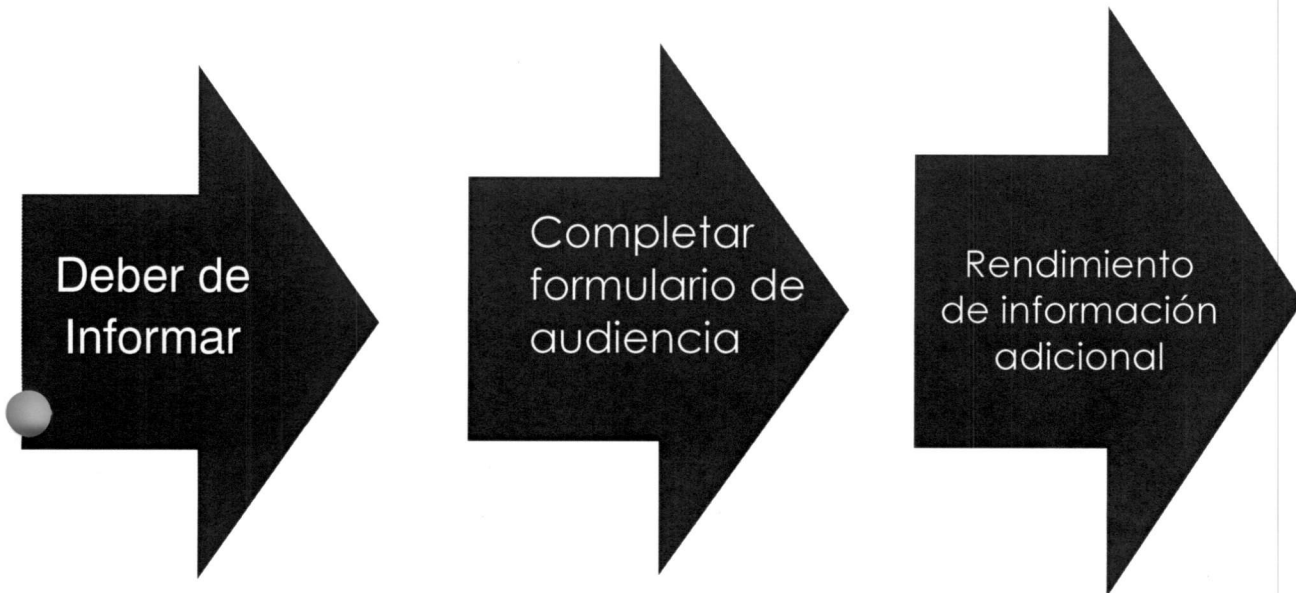 Deber de
Informar
Completar
formulario de
audiencia
Rendimiento
de información
adicional